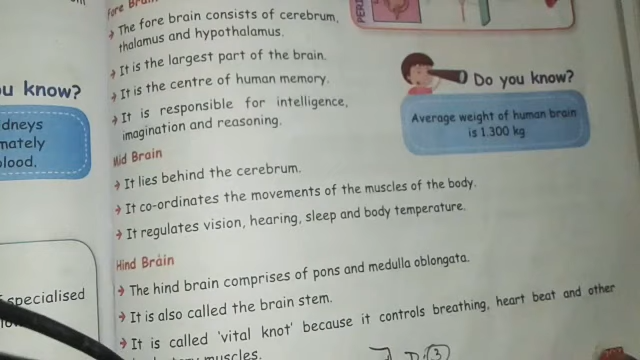 Fore Brain
→ The fore brain consists of cerebrum,
thalamus and hypothalamus.
→ It is the largest part of the brain.
→ It is the centre of human memory.
→ It is responsible for intelligence,
imagination and reasoning.
u know?
dneys
mately
lood.
Do you know?
Average weight of human brain
is 1.300 kg
Mid Brain
→ It lies behind the cerebrum.
→ It co-ordinates the movements of the muscles of the body.
→ It regulates vision, hearing, sleep and body temperature.
Hind Brain
→ The hind brain comprises of pons and medulla oblongata.
→ It is also called the brain stem.
→ It is called 'vital knot' because it controls breathing, heart beat and other
muscles.
specialised